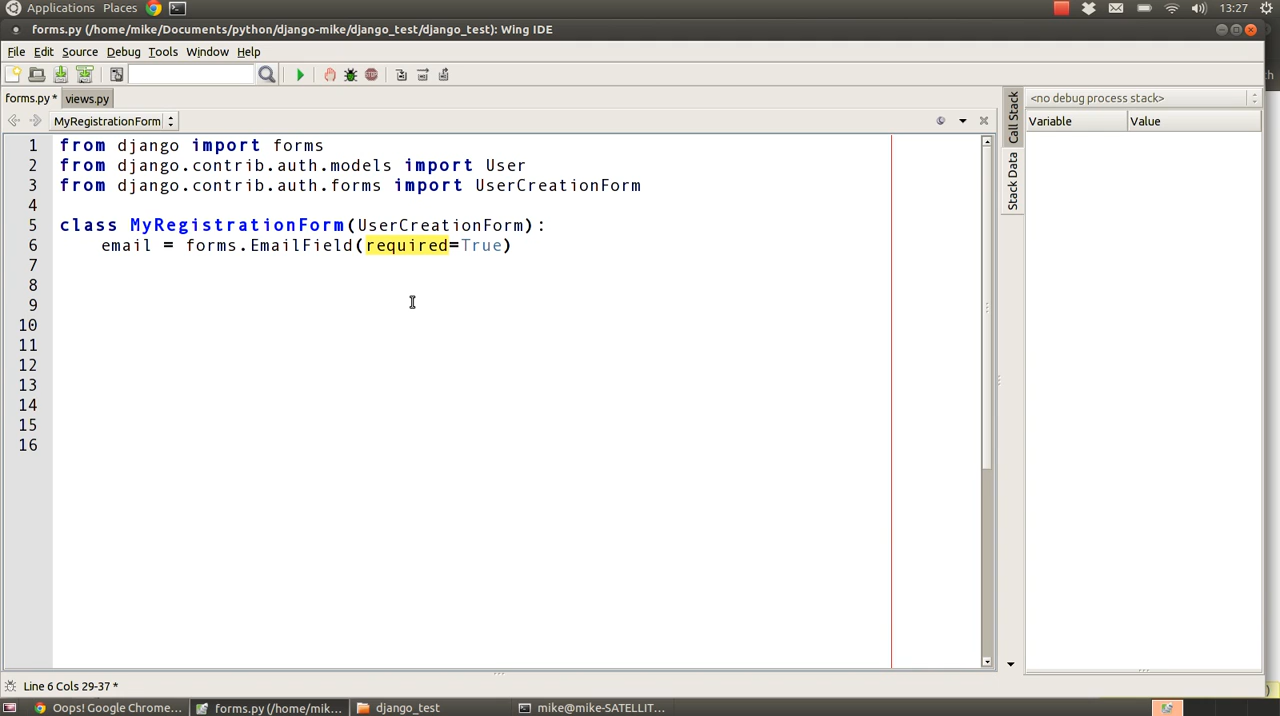 Applications Places 13:27
forms.py (/home/mike/Documents/python/django-mike/django_test/django_test): Wing IDE
File Edit Source Debug Tools Window Help
forms.py * views.py
<no debug process stack>
MyRegistrationForm
Variable Value
Call Stack
Stack Data
1 from django import forms
2 from django.contrib.auth.models import User
3 from django.contrib.auth.forms import UserCreationForm
4
5 class MyRegistrationForm(UserCreationForm):
6 email = forms.EmailField(required=True)
7
8
9
10
11
12
13
14
15
16
Line 6 Cols 29-37 *
Oops! Google Chrome... forms.py (/home/mik... django_test mike@mike-SATELLIT...